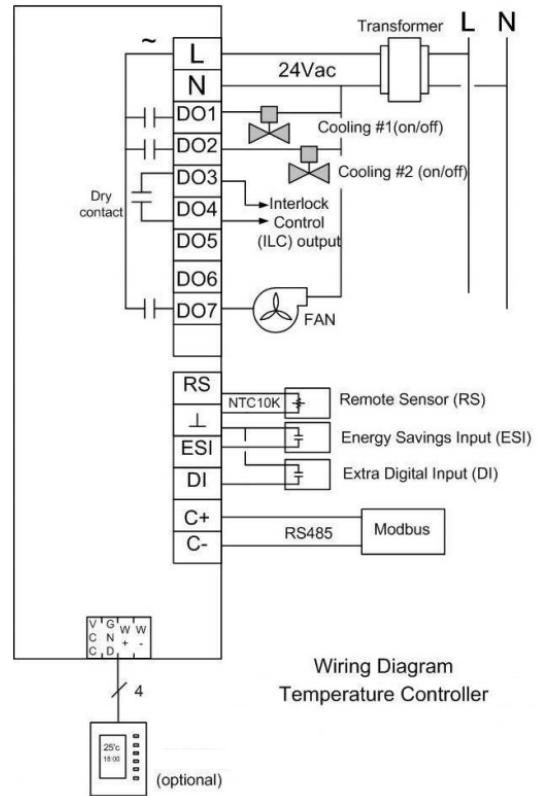 Transformer
L N
~ L
24Vac
N
DO1
Cooling #1(on/off)
DO2
Cooling #2 (on/off)
DO3
Dry
contact
Interlock
Control
(ILC) output
DO4
DO5
DO6
DO7
FAN
RS
NTC10K
Remote Sensor (RS)
⊥
Energy Savings Input (ESI)
ESI
Extra Digital Input (DI)
DI
C+
RS485
Modbus
C-
VCC GND W+ W-
4
Wiring Diagram
Temperature Controller
25°c
18:00
(optional)